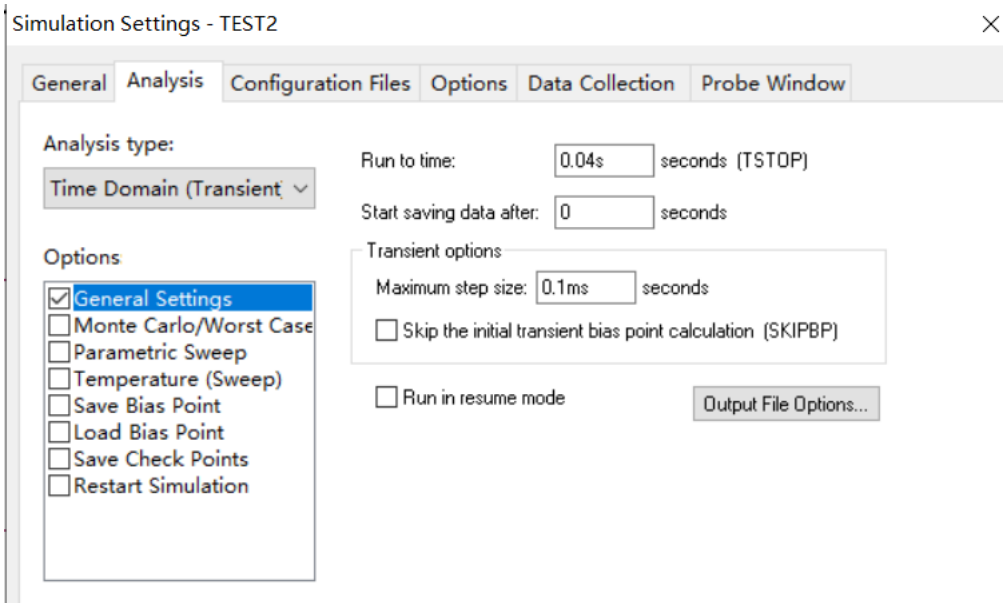 Simulation Settings - TEST2
General Analysis Configuration Files Options Data Collection Probe Window
Analysis type:
Time Domain (Transient)
Run to time: 0.04s seconds (TSTOP)
Start saving data after: 0 seconds
Transient options
Maximum step size: 0.1ms seconds
Skip the initial transient bias point calculation (SKIPBP)
Run in resume mode
Output File Options...
Options
General Settings
Monte Carlo/Worst Case
Parametric Sweep
Temperature (Sweep)
Save Bias Point
Load Bias Point
Save Check Points
Restart Simulation